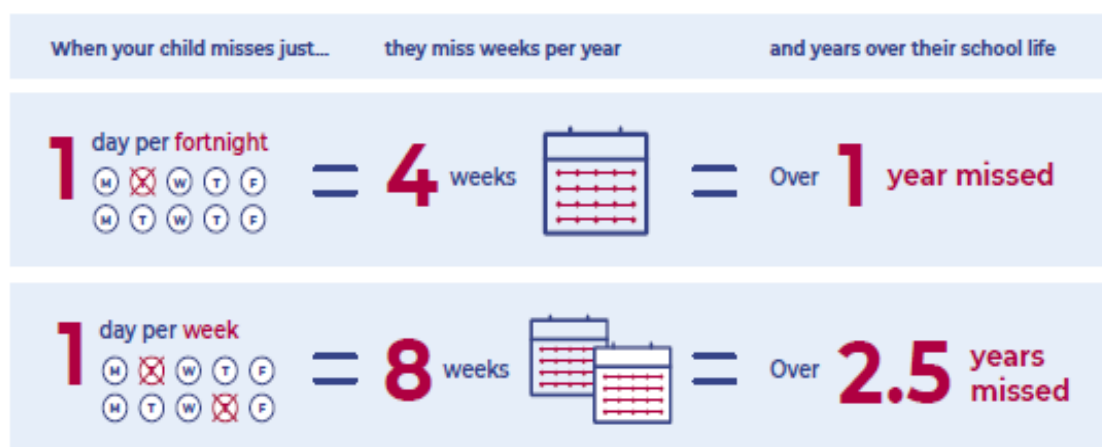 When your child misses just.... they miss weeks per year and years over their school life
1 day per fortnight = 4 weeks = Over 1 year missed
M T W T F
M T W T F
1 day per week = 8 weeks = Over 2.5 years missed
M T W T F
M T W T F